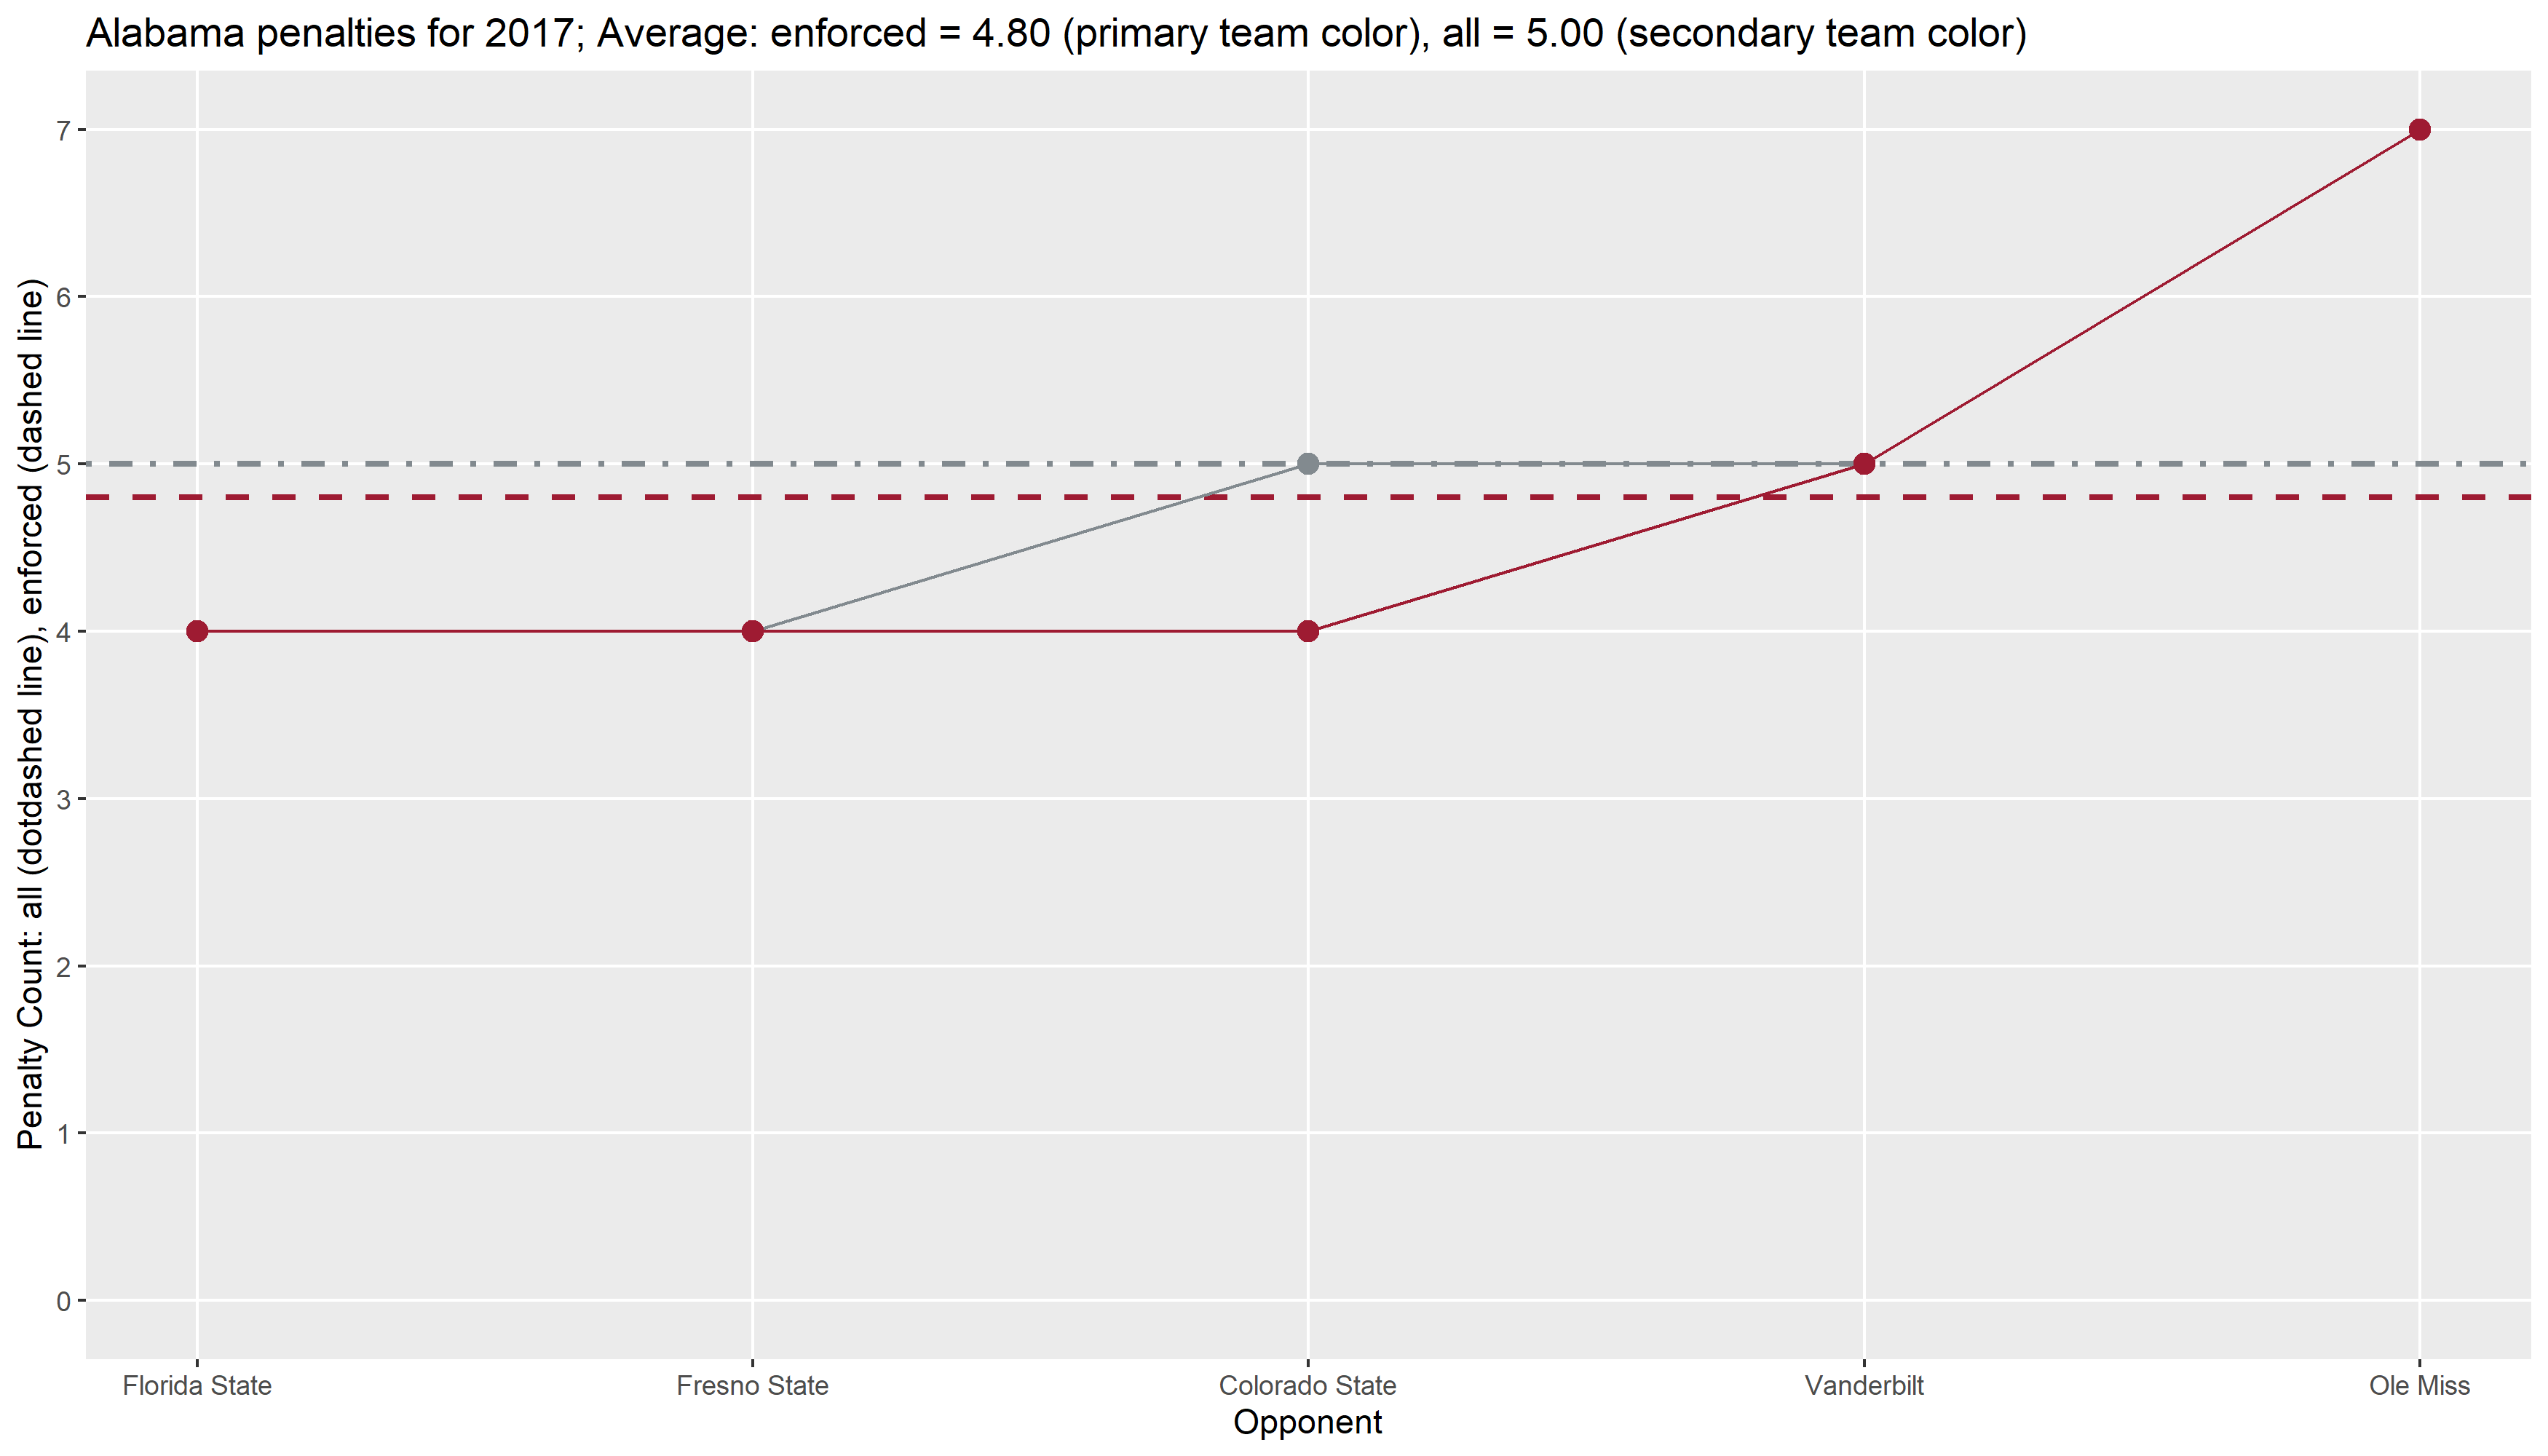 Alabama penalties for 2017; Average: enforced = 4.80 (primary team color), all = 5.00 (secondary team color)
Penalty Count: all (dotdashed line), enforced (dashed line)
7
6
5
4
3
2
1
0
Florida State
Fresno State
Colorado State
Vanderbilt
Ole Miss
Opponent